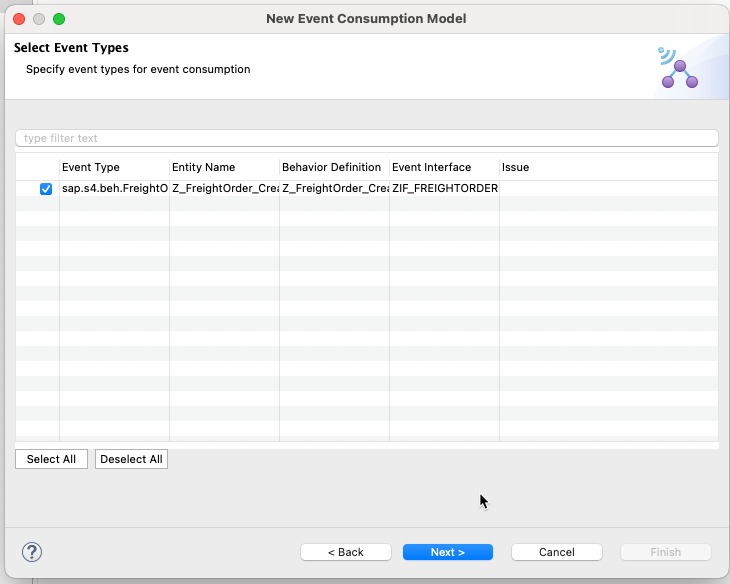 New Event Consumption Model
Select Event Types
Specify event types for event consumption
type filter text
Event Type Entity Name Behavior Definition Event Interface Issue
sap.s4.beh.FreightO Z_FreightOrder_Crea Z_FreightOrder_Crea ZIF_FREIGHTORDER
Select All Deselect All
? < Back Next > Cancel Finish